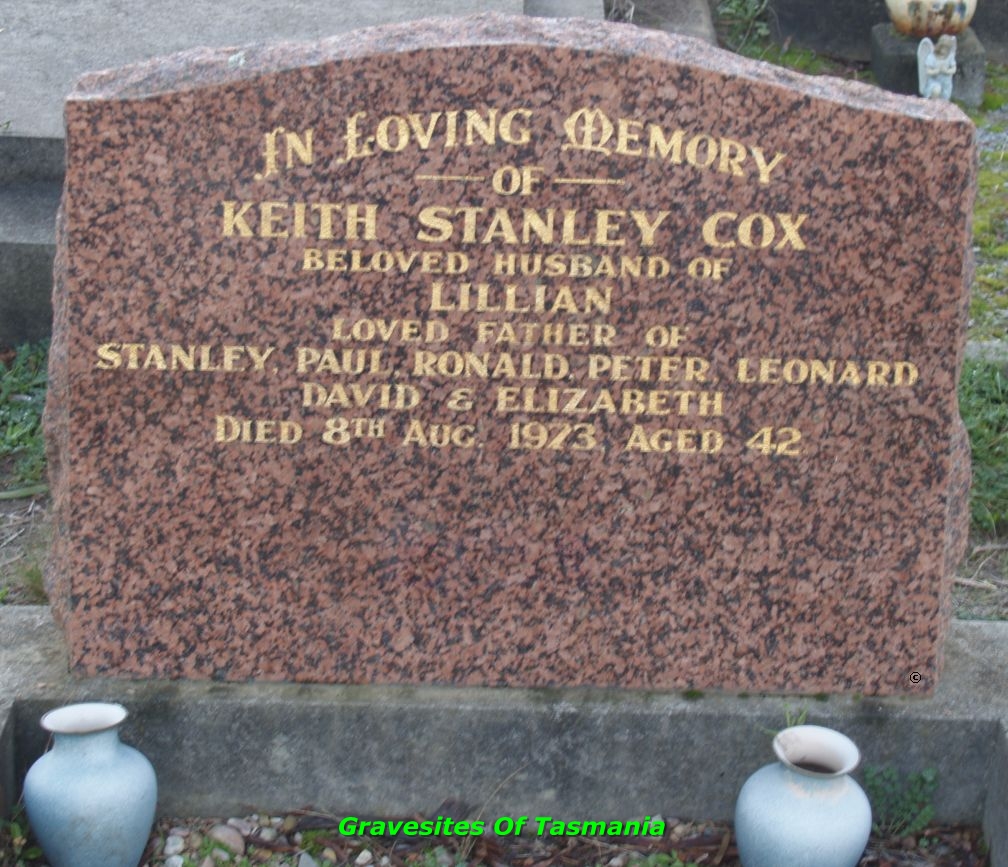 IN LOVING MEMORY
OF
KEITH STANLEY COX
BELOVED HUSBAND OF
LILLIAN
LOVED FATHER OF
STANLEY, PAUL, RONALD, PETER, LEONARD
DAVID & ELIZABETH
DIED 8TH AUG. 1973, AGED 42
©
Gravesites Of Tasmania